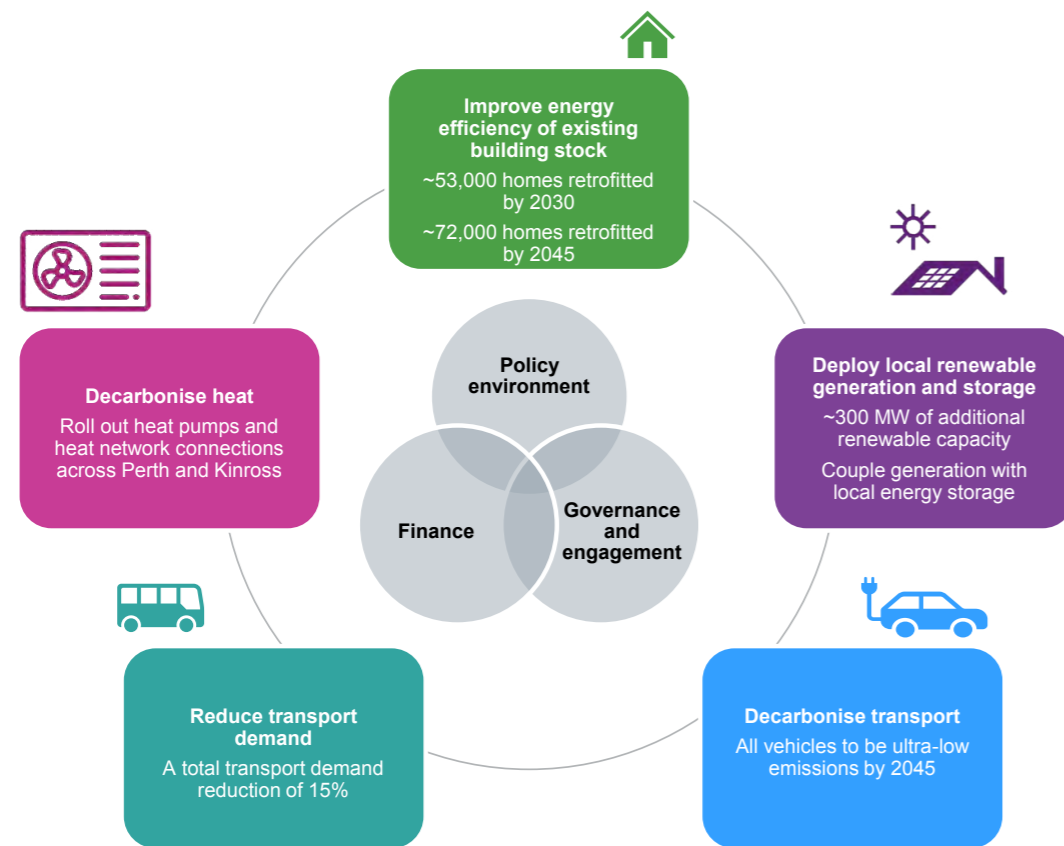 Improve energy
efficiency of existing
building stock
~53,000 homes retrofitted
by 2030
~72,000 homes retrofitted
by 2045
Deploy local renewable
generation and storage
~300 MW of additional
renewable capacity
Couple generation with
local energy storage
Decarbonise transport
All vehicles to be ultra-low
emissions by 2045
Reduce transport
demand
A total transport demand
reduction of 15%
Decarbonise heat
Roll out heat pumps and
heat network connections
across Perth and Kinross
Policy
environment
Finance
Governance
and
engagement